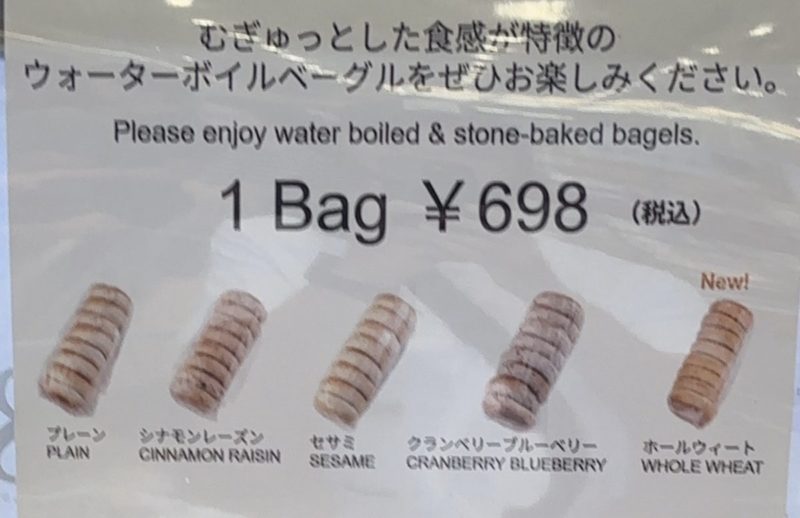 むぎゅっとした食感が特徴の
ウォーターボイルベーグルをぜひお楽しみください。
Please enjoy water boiled & stone-baked bagels.
1 Bag ¥698 (税込)
New!
プレーン シナモンレーズン セサミ クランベリーブルーベリー ホールウィート
PLAIN CINNAMON RAISIN SESAME CRANBERRY BLUEBERRY WHOLE WHEAT